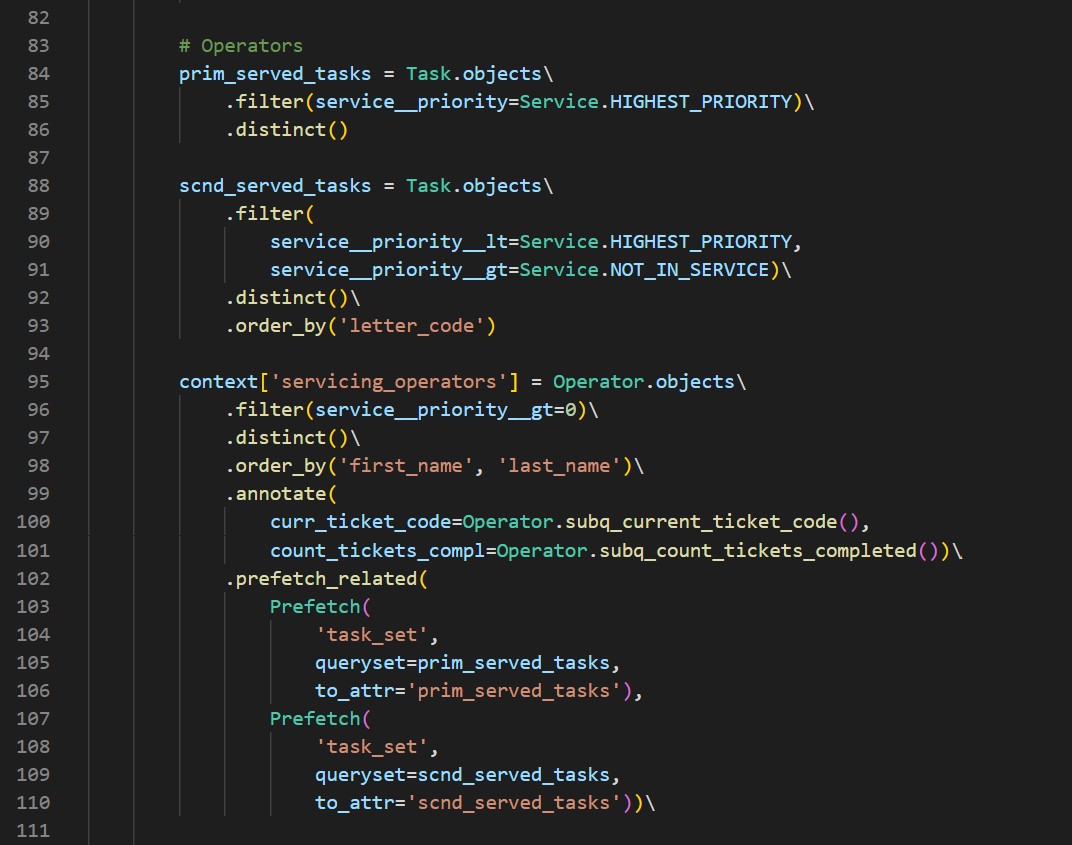 82
83 # Operators
84 prim_served_tasks = Task.objects\
85 .filter(service__priority=Service.HIGHEST_PRIORITY)\
86 .distinct()
87
88 scnd_served_tasks = Task.objects\
89 .filter(
90 service__priority__lt=Service.HIGHEST_PRIORITY,
91 service__priority__gt=Service.NOT_IN_SERVICE)\
92 .distinct()\
93 .order_by('letter_code')
94
95 context['servicing_operators'] = Operator.objects\
96 .filter(service__priority__gt=0)\
97 .distinct()\
98 .order_by('first_name', 'last_name')\
99 .annotate(
100 curr_ticket_code=Operator.subq_current_ticket_code(),
101 count_tickets_compl=Operator.subq_count_tickets_completed())\
102 .prefetch_related(
103 Prefetch(
104 'task_set',
105 queryset=prim_served_tasks,
106 to_attr='prim_served_tasks'),
107 Prefetch(
108 'task_set',
109 queryset=scnd_served_tasks,
110 to_attr='scnd_served_tasks'))\
111